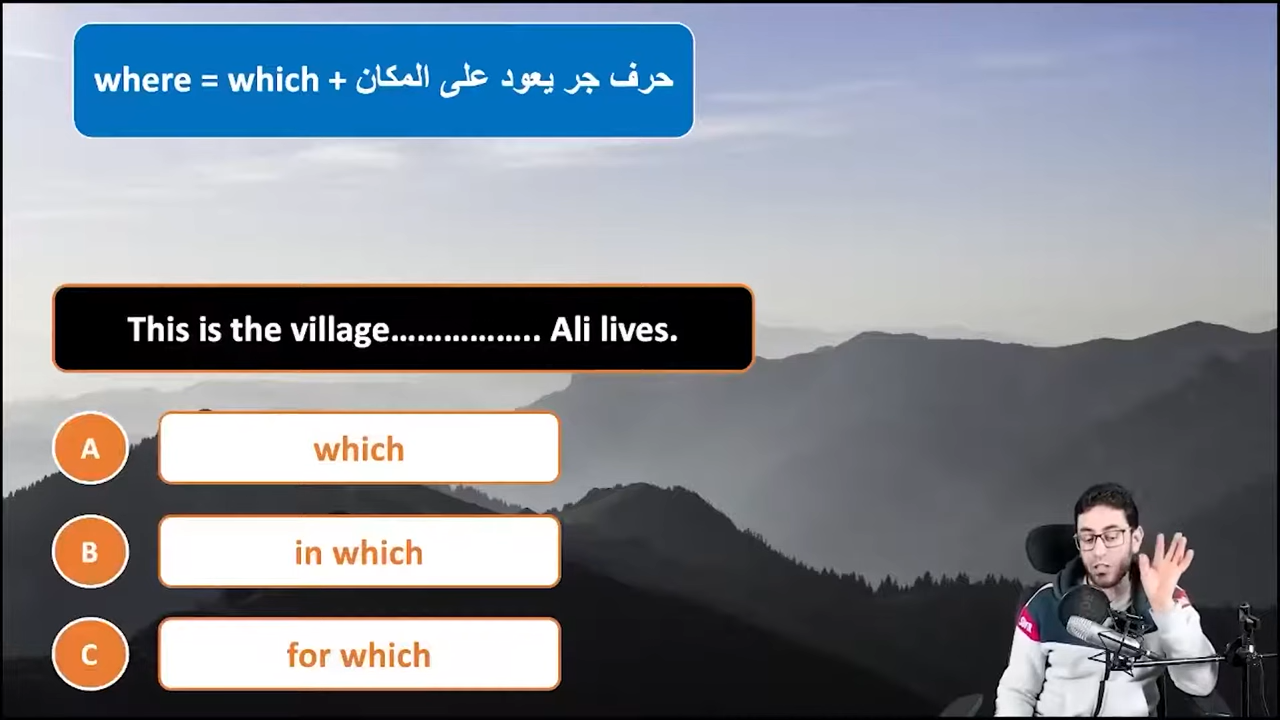 where = which + حرف جر يعود على المكان
This is the village…………….. Ali lives.
A which
B in which
C for which